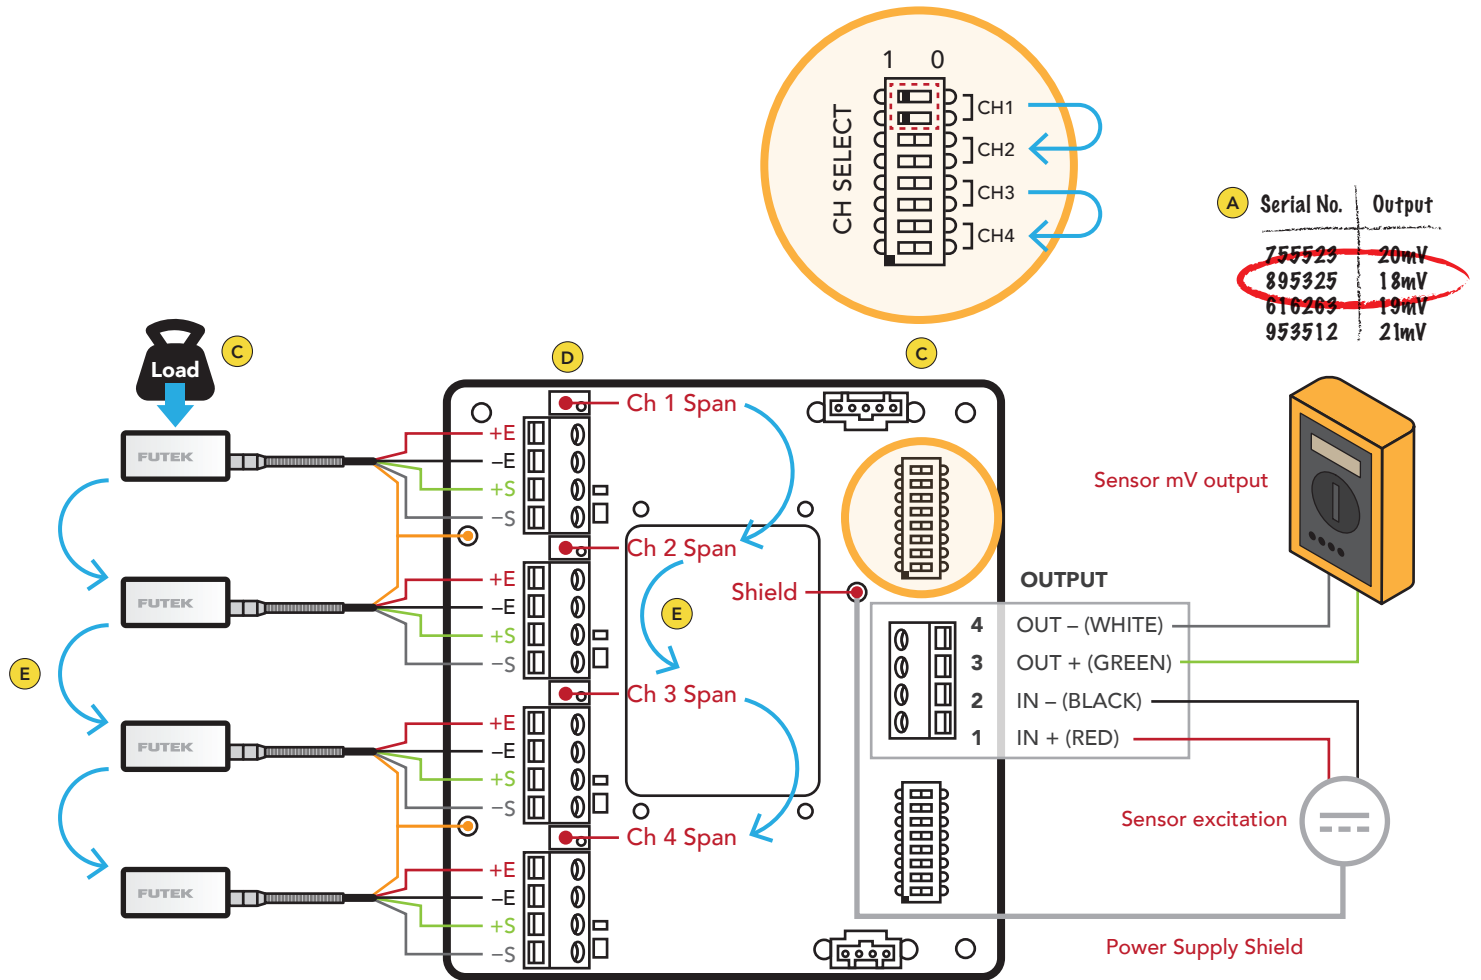 1 0
CH SELECT
CH1
CH2
CH3
CH4
A Serial No. Output
755523 20mV
895325 18mV
616263 19mV
953512 21mV
Load
C
D
C
Ch 1 Span
FUTEK
+E
–E
+S
–S
Sensor mV output
Ch 2 Span
FUTEK
+E
–E
+S
–S
Shield
E
OUTPUT
4 OUT – (WHITE)
3 OUT + (GREEN)
2 IN – (BLACK)
1 IN + (RED)
E
Ch 3 Span
FUTEK
+E
–E
+S
–S
Sensor excitation
Ch 4 Span
FUTEK
+E
–E
+S
–S
Power Supply Shield